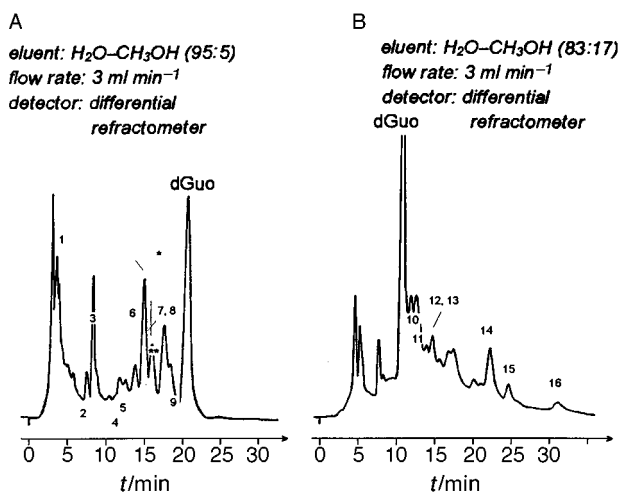 A
eluent: H₂O–CH₃OH (95:5)
flow rate: 3 ml min⁻¹
detector: differential
refractometer
dGuo
1
*
3
6
7, 8
**
2
5
4
9
0 5 10 15 20 25 30
t/min
B
eluent: H₂O–CH₃OH (83:17)
flow rate: 3 ml min⁻¹
detector: differential
dGuo refractometer
12, 13
10
11
14
15
16
0 5 10 15 20 25 30
t/min